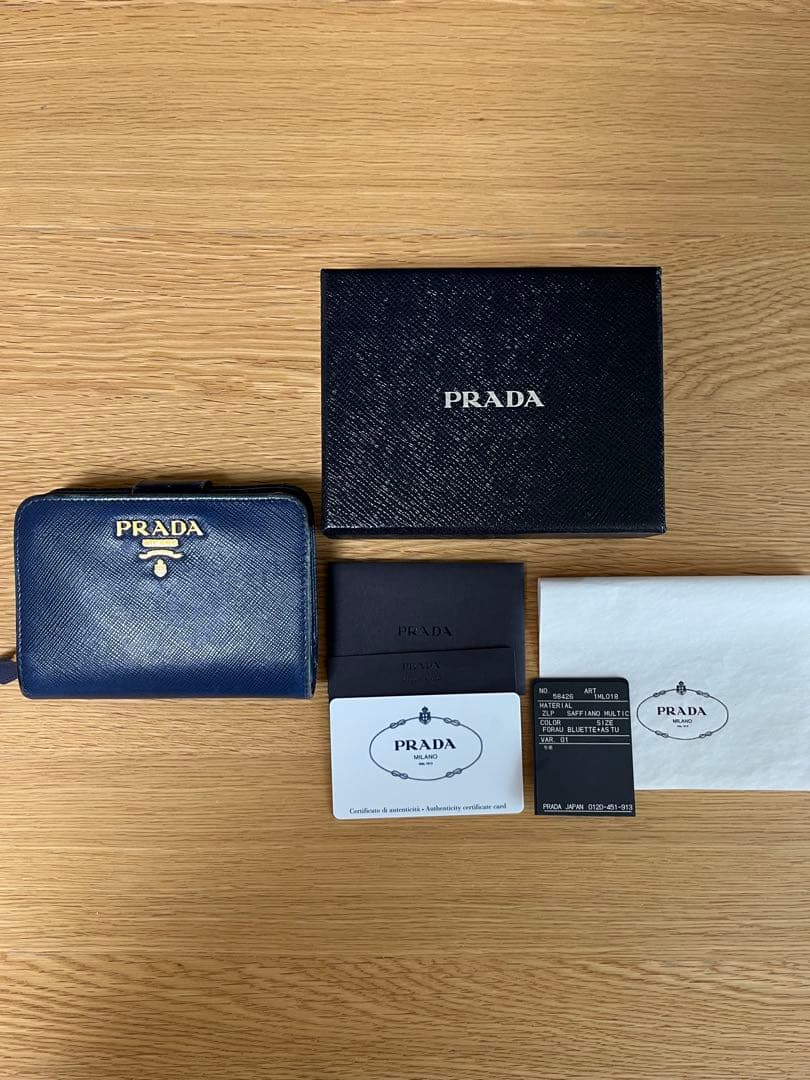 PRADA
PRADA
PRADA
PRADA
PRADA
MILANO
Certificato di autenticità - Authenticity certificate card
NO. ART
58426 1ML018
MATERIAL
ZLP SAFFIANO MULTIC
COLOR SIZE
FORAU BLUETTE+ASTU
VAR. 01
PRADA JAPAN 0120-451-913
PRADA
MILANO